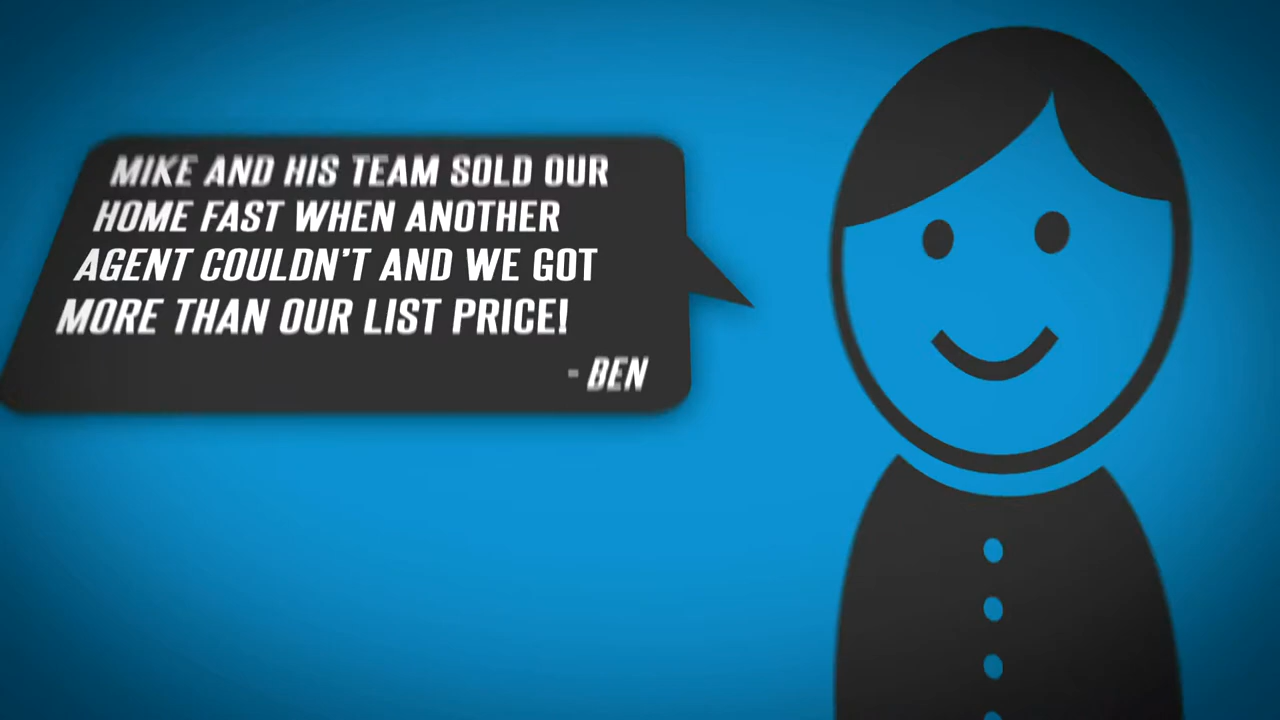 MIKE AND HIS TEAM SOLD OUR
HOME FAST WHEN ANOTHER
AGENT COULDN'T AND WE GOT
MORE THAN OUR LIST PRICE!
- BEN